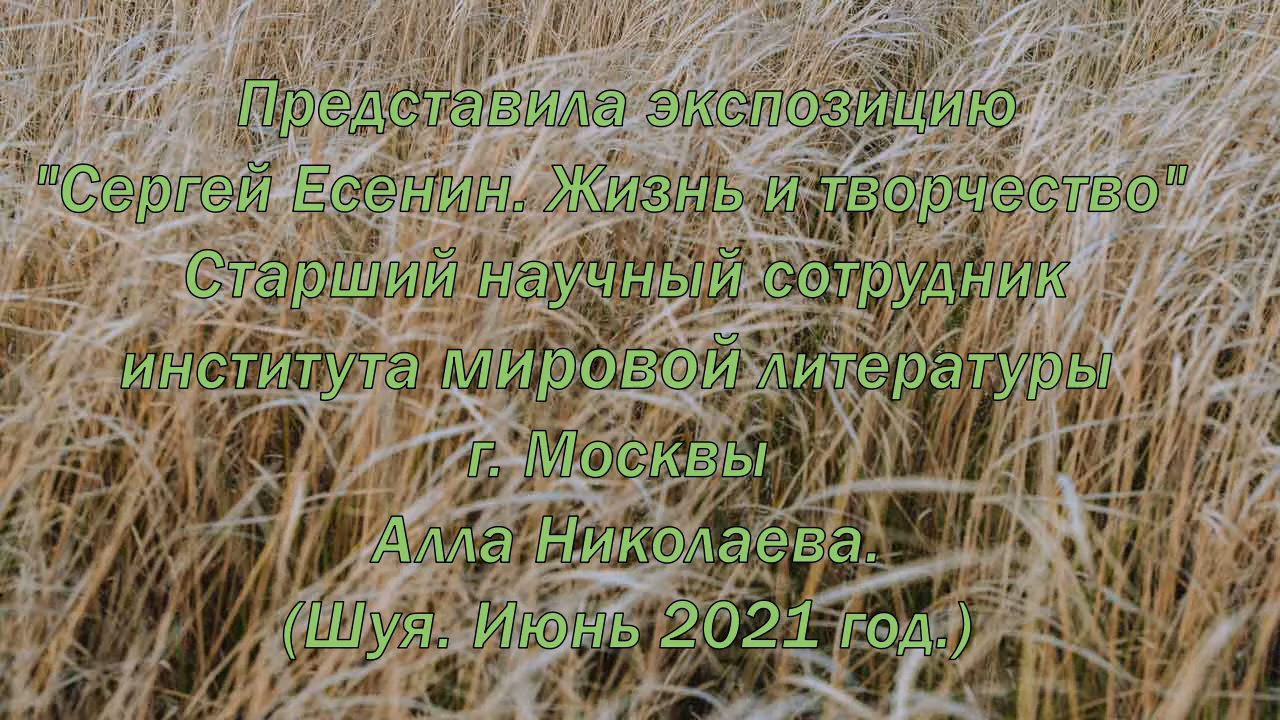 Представила экспозицию
"Сергей Есенин. Жизнь и творчество"
Старший научный сотрудник
института мировой литературы
г. Москвы
Алла Николаева.
(Шуя. Июнь 2021 год.)